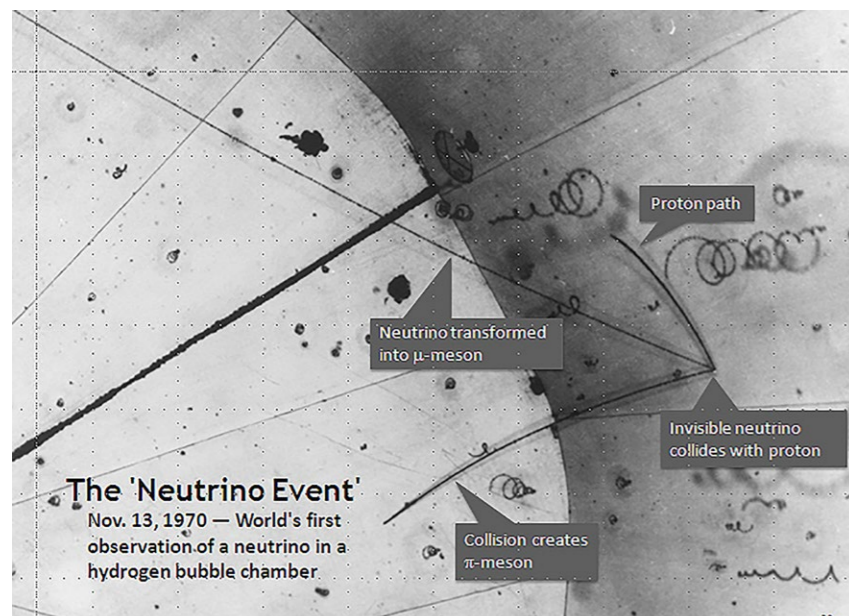 Proton path
Neutrino transformed
into μ-meson
Invisible neutrino
collides with proton
The 'Neutrino Event'
Nov. 13, 1970 — World's first
observation of a neutrino in a
hydrogen bubble chamber
Collision creates
π-meson